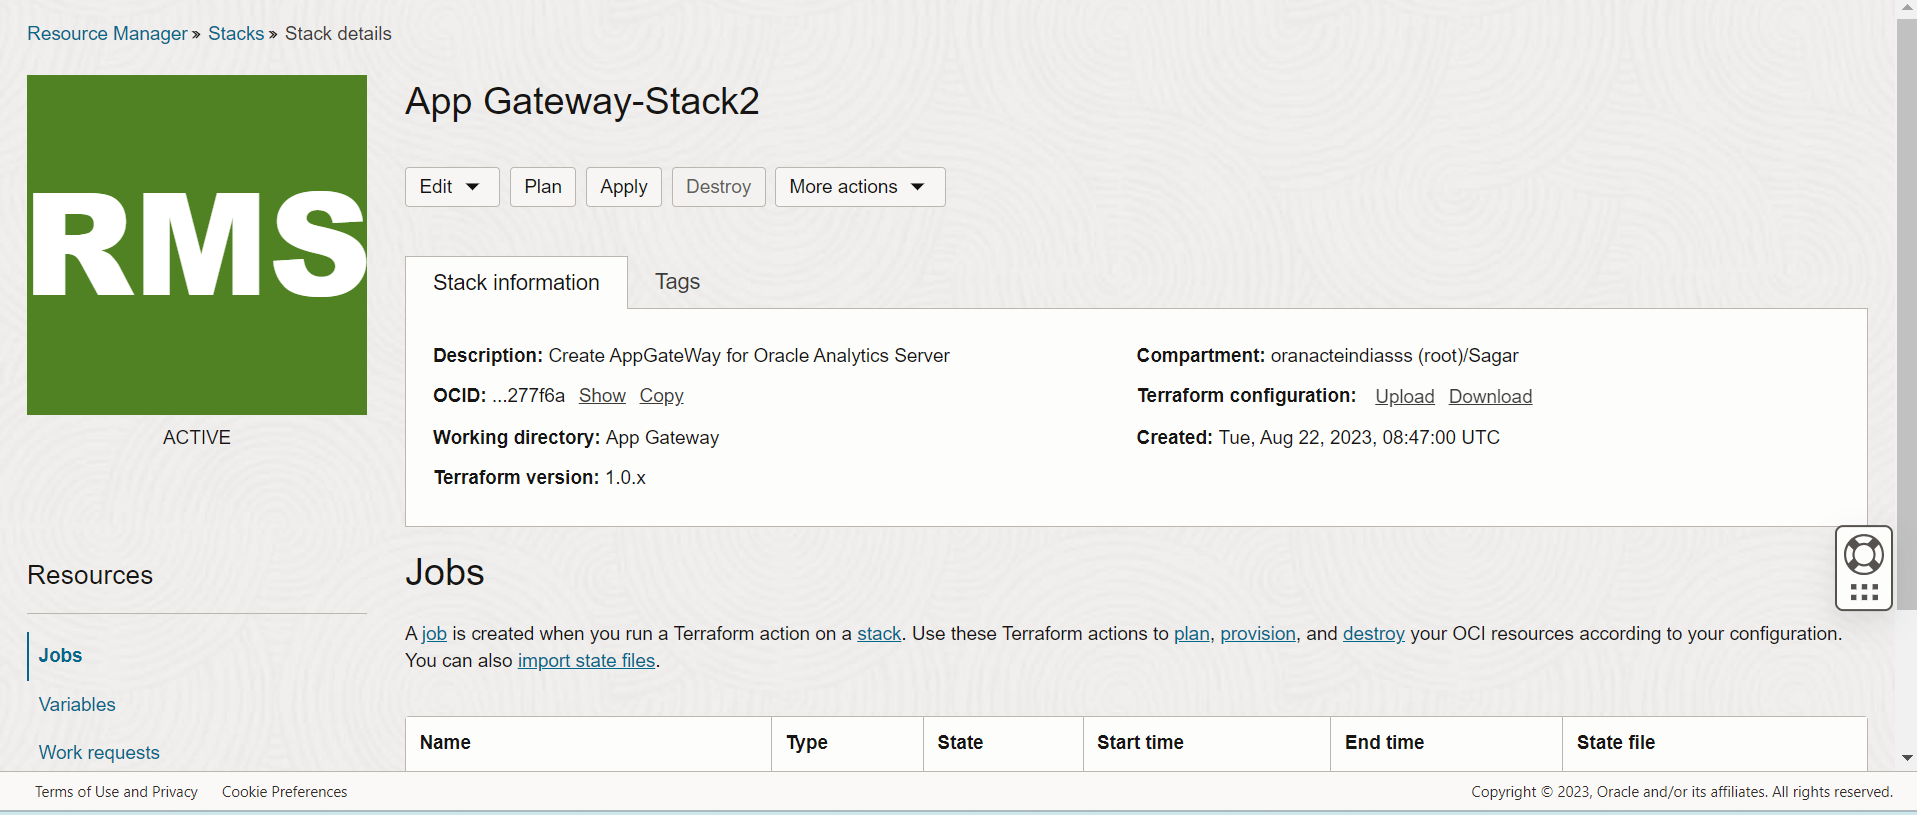 Resource Manager » Stacks » Stack details
RMS
ACTIVE
App Gateway-Stack2
Edit Plan Apply Destroy More actions
Stack information Tags
Description: Create AppGateWay for Oracle Analytics Server
OCID: ...277f6a Show Copy
Working directory: App Gateway
Terraform version: 1.0.x
Compartment: oranacteindiasss (root)/Sagar
Terraform configuration: Upload Download
Created: Tue, Aug 22, 2023, 08:47:00 UTC
Resources
Jobs
Variables
Work requests
Jobs
A job is created when you run a Terraform action on a stack. Use these Terraform actions to plan, provision, and destroy your OCI resources according to your configuration.
You can also import state files.
Name Type State Start time End time State file
Terms of Use and Privacy Cookie Preferences
Copyright © 2023, Oracle and/or its affiliates. All rights reserved.